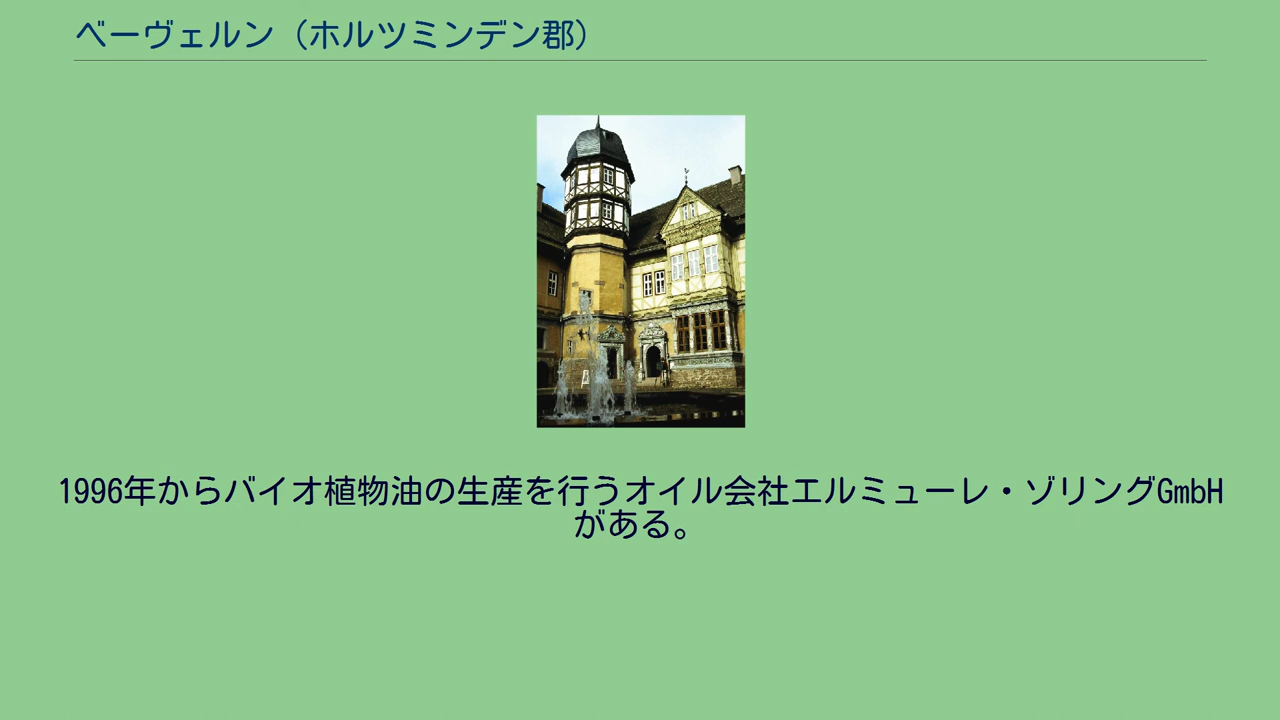 ベーヴェルン（ホルツミンデン郡）
1996年からバイオ植物油の生産を行うオイル会社エルミューレ・ゾリングGmbH
がある。